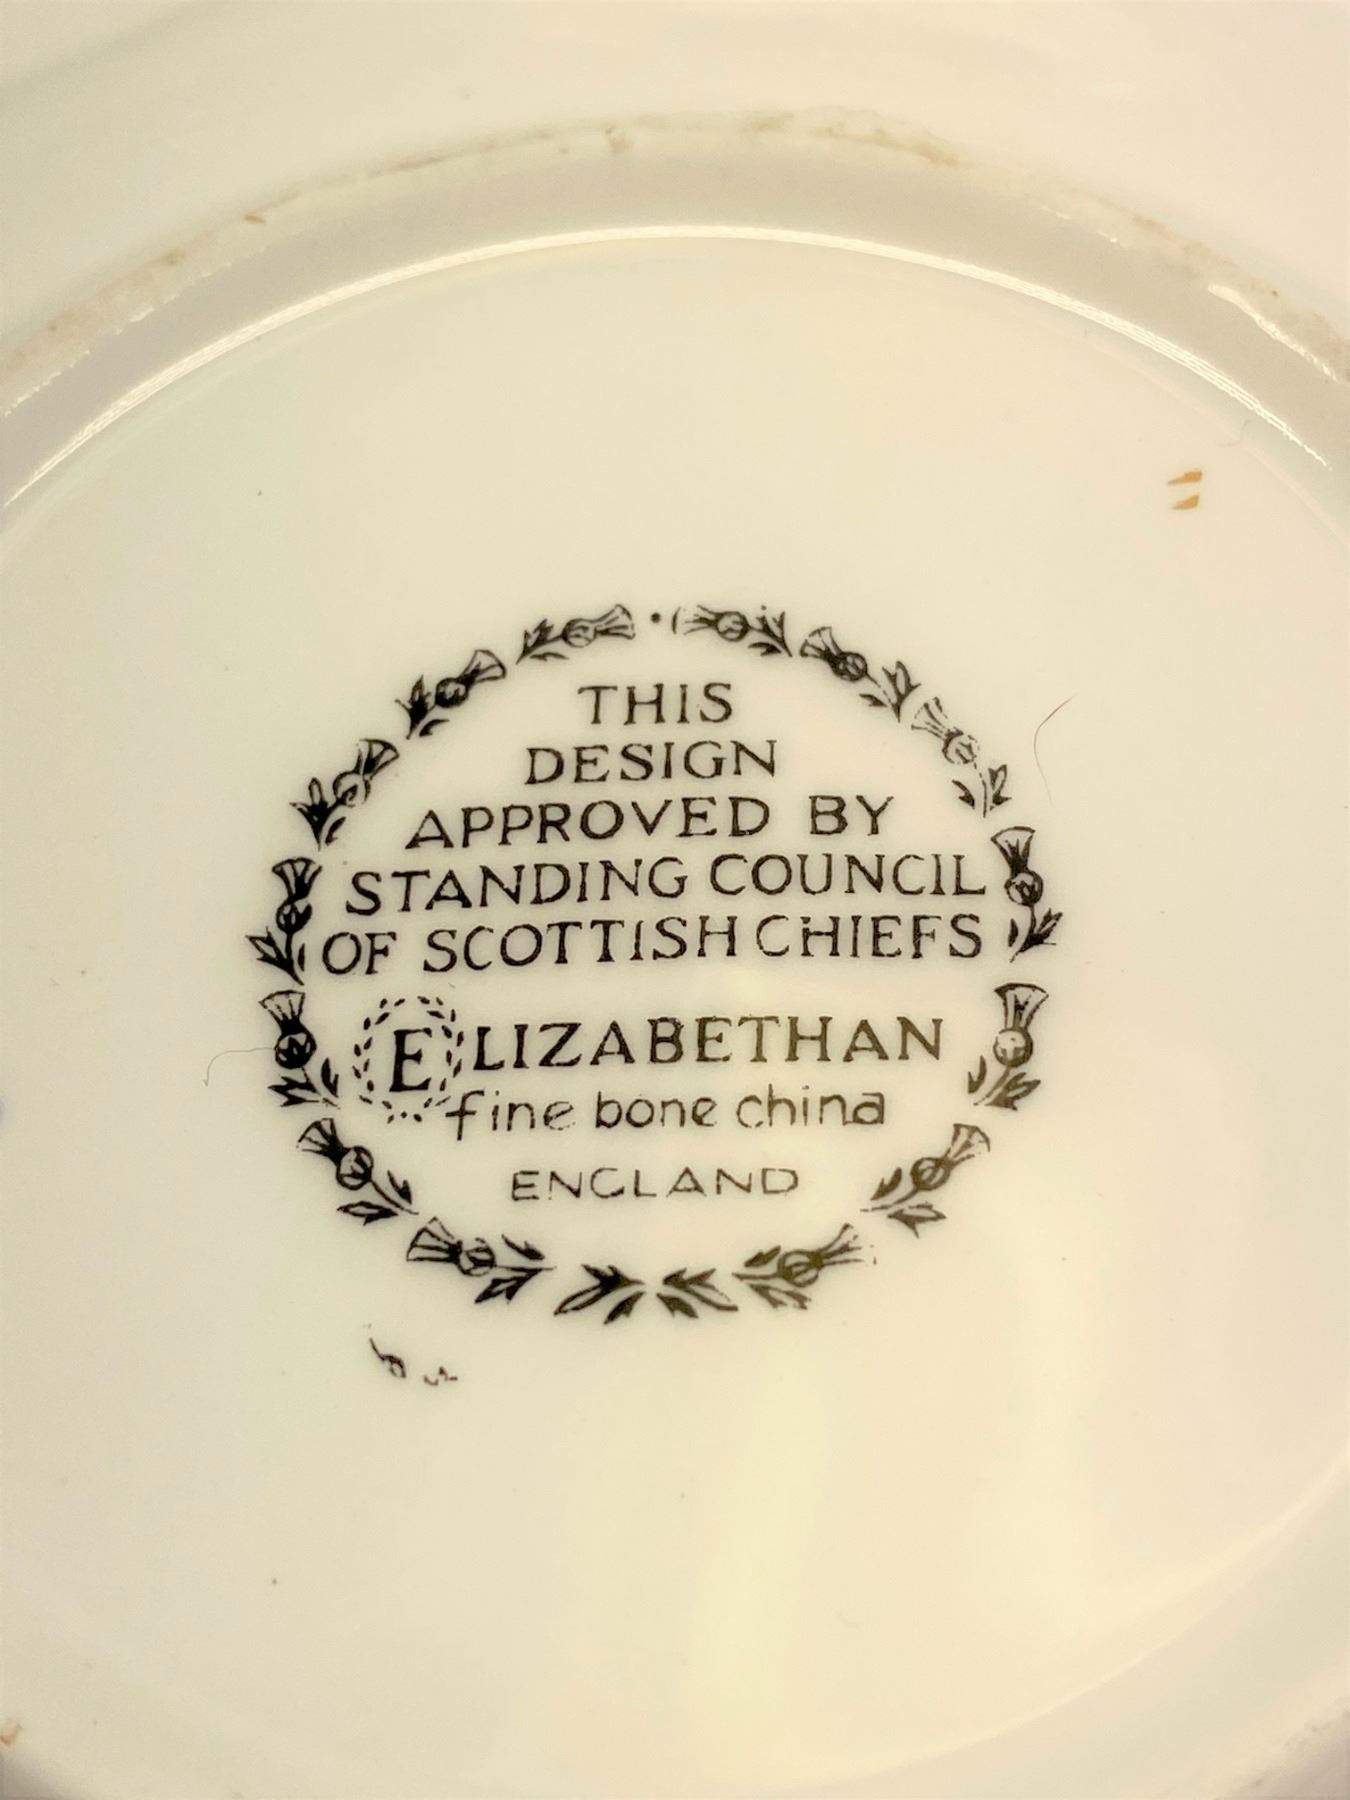 THIS
DESIGN
APPROVED BY
STANDING COUNCIL
OF SCOTTISH CHIEFS
ELIZABETHAN
fine bone china
ENGLAND